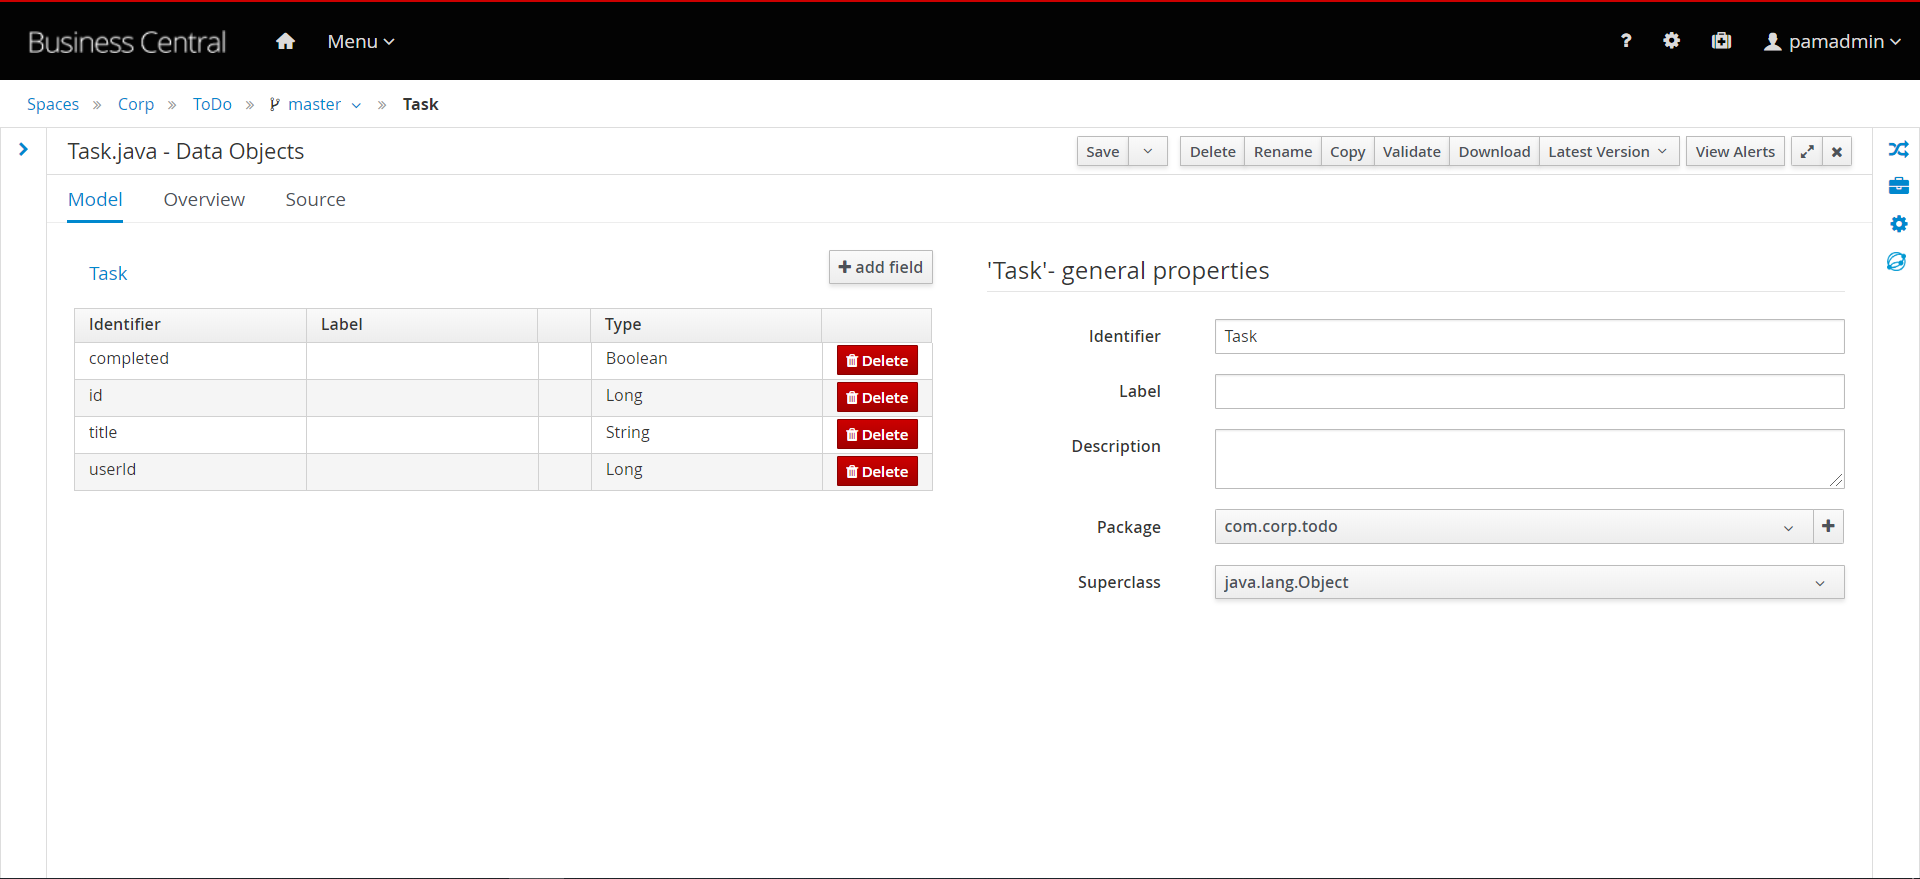 Business Central Menu ? pamadmin
Spaces » Corp » ToDo » master » Task
Task.java - Data Objects Save Delete Rename Copy Validate Download Latest Version View Alerts
Model Overview Source
Task add field
Identifier Label Type
completed Boolean Delete
id Long Delete
title String Delete
userId Long Delete
'Task'- general properties
Identifier Task
Label
Description
Package com.corp.todo
Superclass java.lang.Object